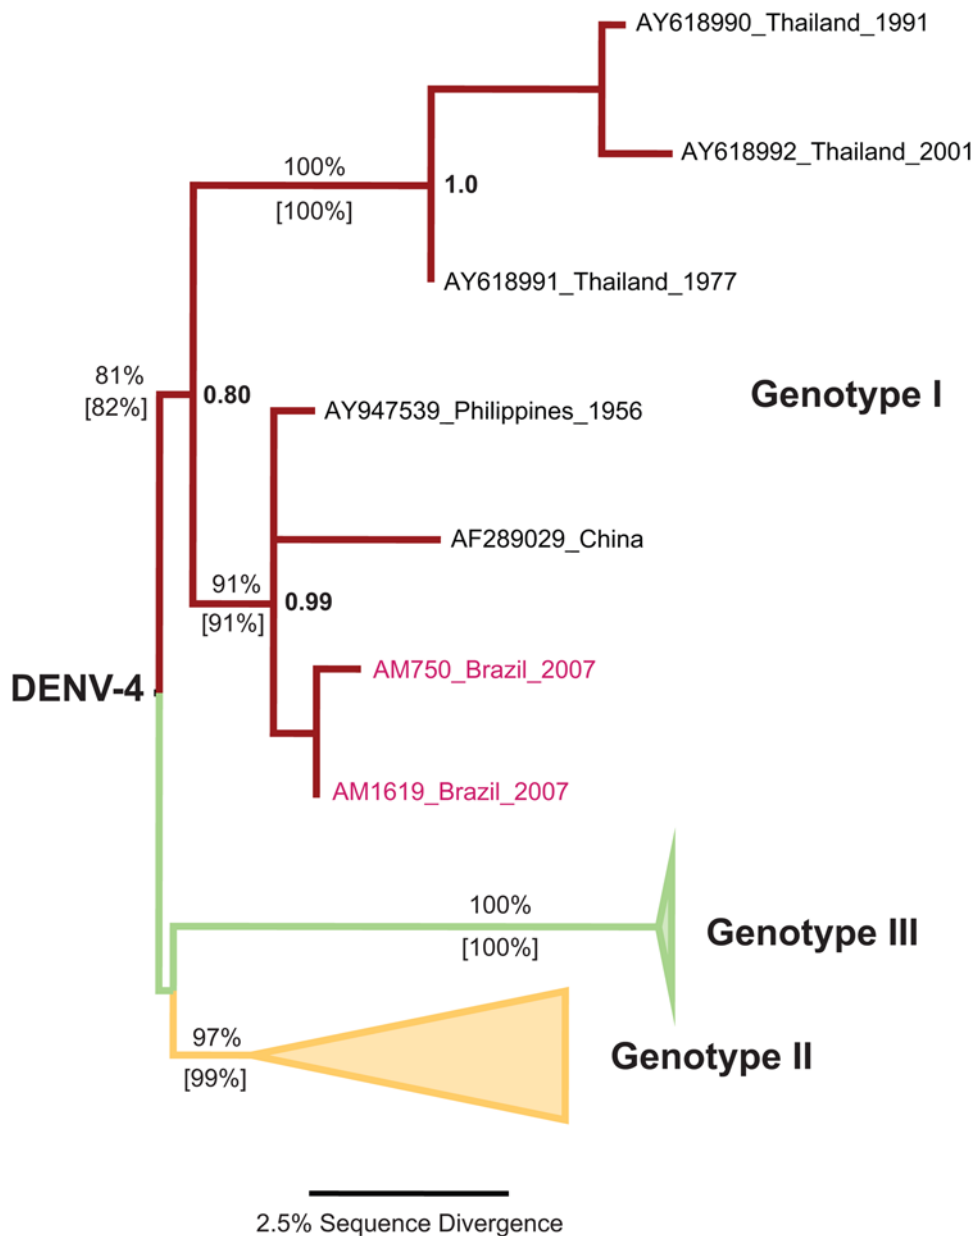 AY618990_Thailand_1991
AY618992_Thailand_2001
100%
[100%]
1.0
AY618991_Thailand_1977
81%
[82%]
0.80
Genotype I
AY947539_Philippines_1956
AF289029_China
91%
[91%]
0.99
AM750_Brazil_2007
DENV-4
AM1619_Brazil_2007
100%
[100%]
Genotype III
97%
[99%]
Genotype II
2.5% Sequence Divergence